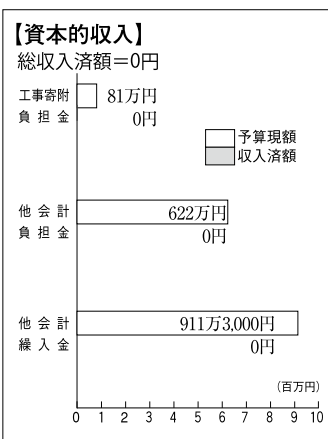 【資本的収入】
総収入済額＝0円
工事寄附 81万円
負担金 0円
予算現額
収入済額
他会計 622万円
負担金 0円
他会計 911万3,000円
繰入金 0円
(百万円)
0 1 2 3 4 5 6 7 8 9 10